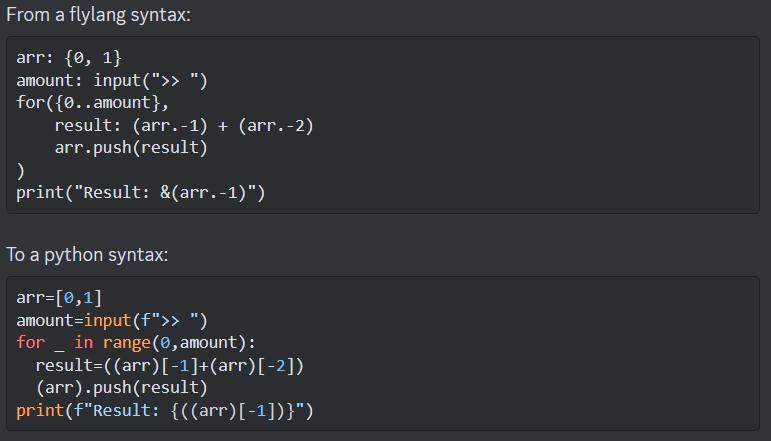 From a flylang syntax:
arr: {0, 1}
amount: input(">> ")
for({0..amount},
    result: (arr.-1) + (arr.-2)
    arr.push(result)
)
print("Result: &(arr.-1)")
To a python syntax:
arr=[0,1]
amount=input(f">> ")
for _ in range(0,amount):
  result=((arr)[-1]+(arr)[-2])
  (arr).push(result)
print(f"Result: {((arr)[-1])}")